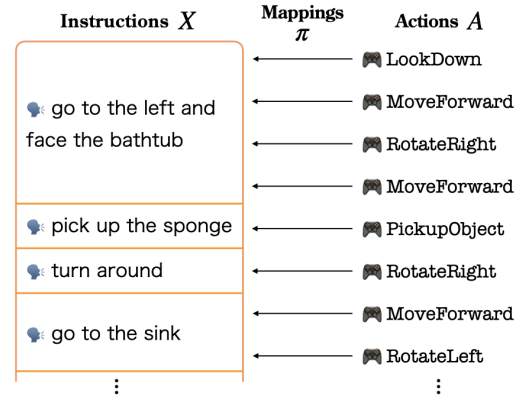 Instructions X
Mappings
π
Actions A
go to the left and
face the bathtub
pick up the sponge
turn around
go to the sink
⋮
LookDown
MoveForward
RotateRight
MoveForward
PickupObject
RotateRight
MoveForward
RotateLeft
⋮